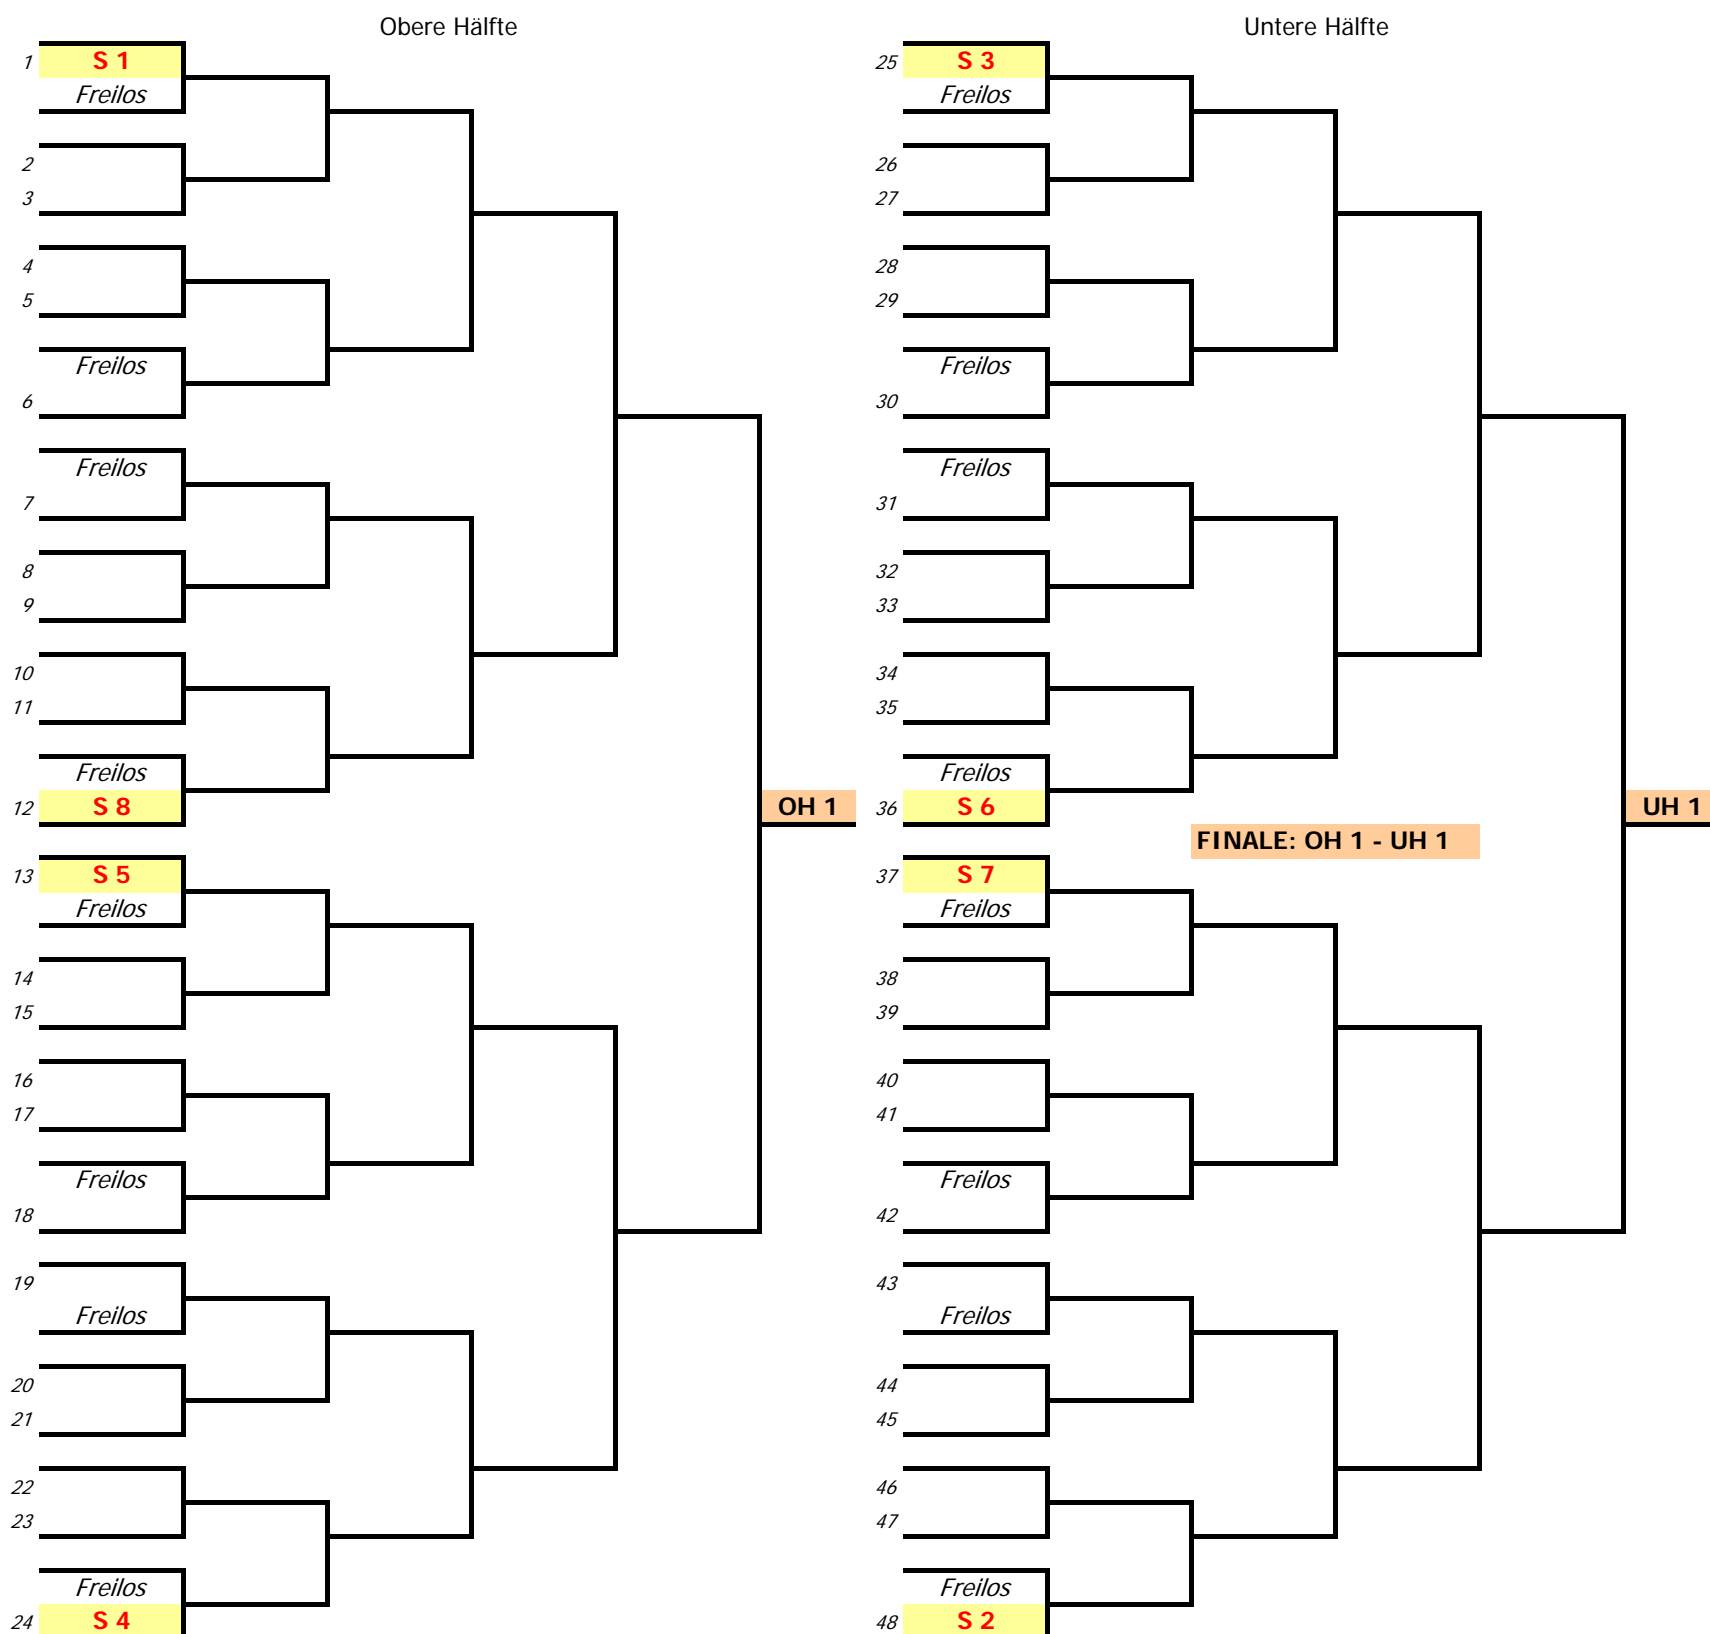 Obere Hälfte
1 S 1
Freilos
2
3
4
5
Freilos
6
Freilos
7
8
9
10
11
Freilos
12 S 8
OH 1
13 S 5
Freilos
14
15
16
17
Freilos
18
19
Freilos
20
21
22
23
Freilos
24 S 4
Untere Hälfte
25 S 3
Freilos
26
27
28
29
Freilos
30
Freilos
31
32
33
34
35
Freilos
36 S 6
UH 1
FINALE: OH 1 - UH 1
37 S 7
Freilos
38
39
40
41
Freilos
42
43
Freilos
44
45
46
47
Freilos
48 S 2